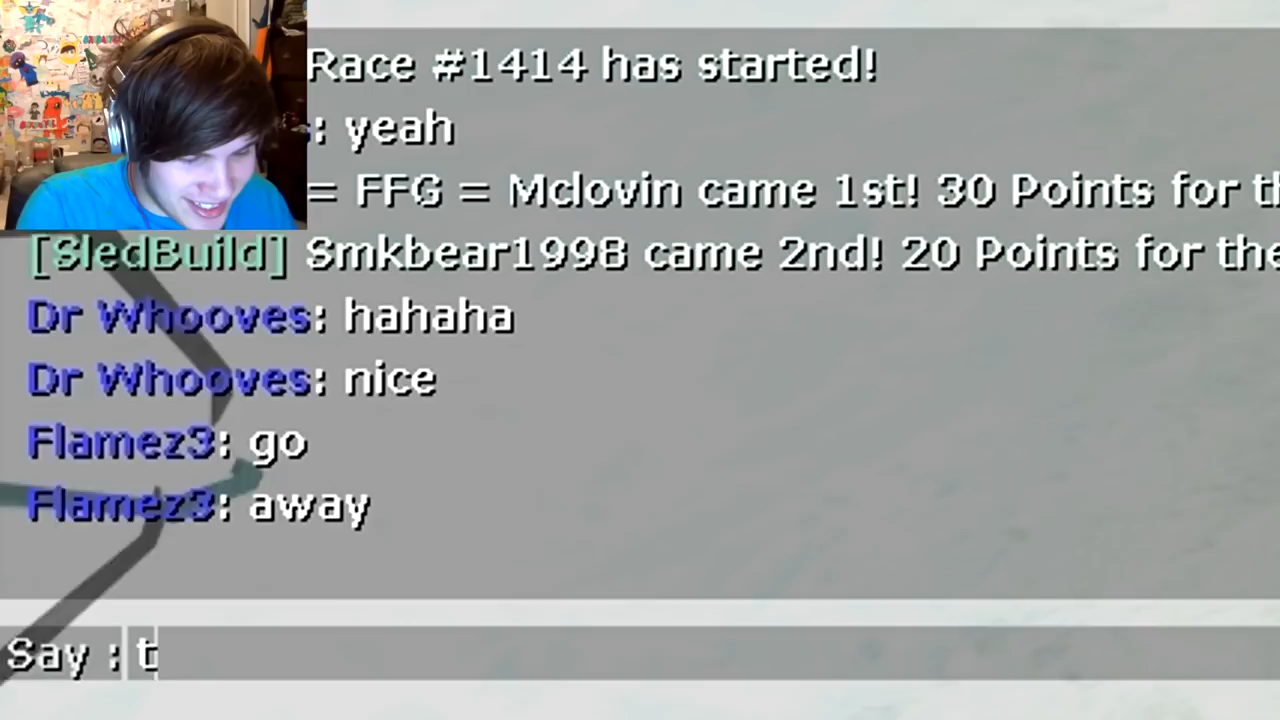 Race #1414 has started!
: yeah
= FFG = Mclovin came 1st! 30 Points for th
[SledBuild] Smkbear1998 came 2nd! 20 Points for the
Dr Whooves: hahaha
Dr Whooves: nice
Flamez3: go
Flamez3: away
Say : t